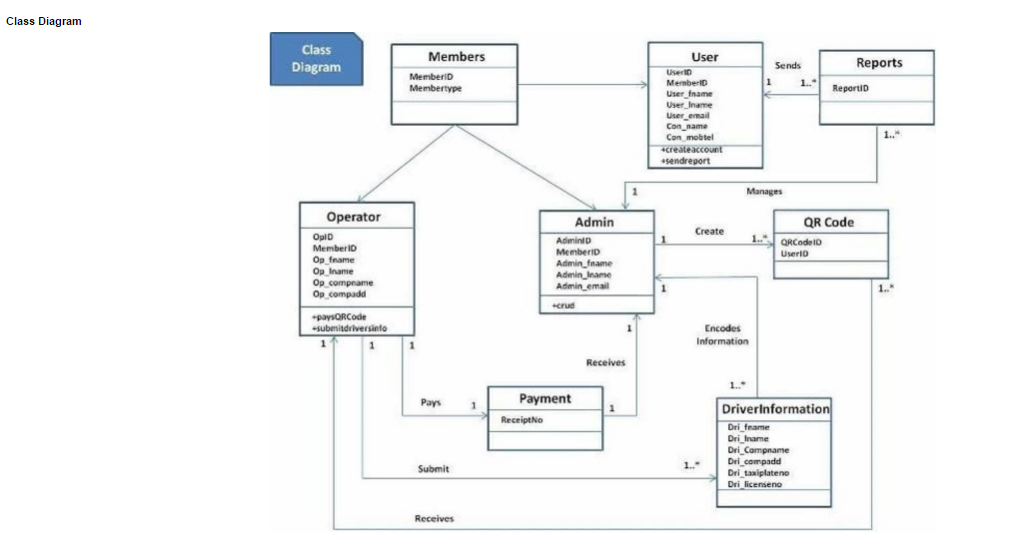 Class Diagram
Class
Diagram
Members
MemberID
Membertype
User
UserID
MemberID
User_fname
User_lname
User_email
Con_name
Con_mobtel
+createaccount
+sendreport
Sends
1
1..*
Reports
ReportID
1..*
1
Manages
Operator
OpID
MemberID
Op_fname
Op_lname
Op_compname
Op_compadd
+paysQRCode
+submitdriversinfo
1
1
1
Admin
AdminID
MemberID
Admin_fname
Admin_lname
Admin_email
+crud
1
Create
1..*
QR Code
QRCodeID
UserID
1..*
1
1
Encodes
Information
1..*
Receives
Pays
1
Payment
ReceiptNo
1
DriverInformation
Dri_fname
Dri_lname
Dri_Compname
Dri_compadd
Dri_taxiplateno
Dri_licenseno
Submit
1..*
Receives